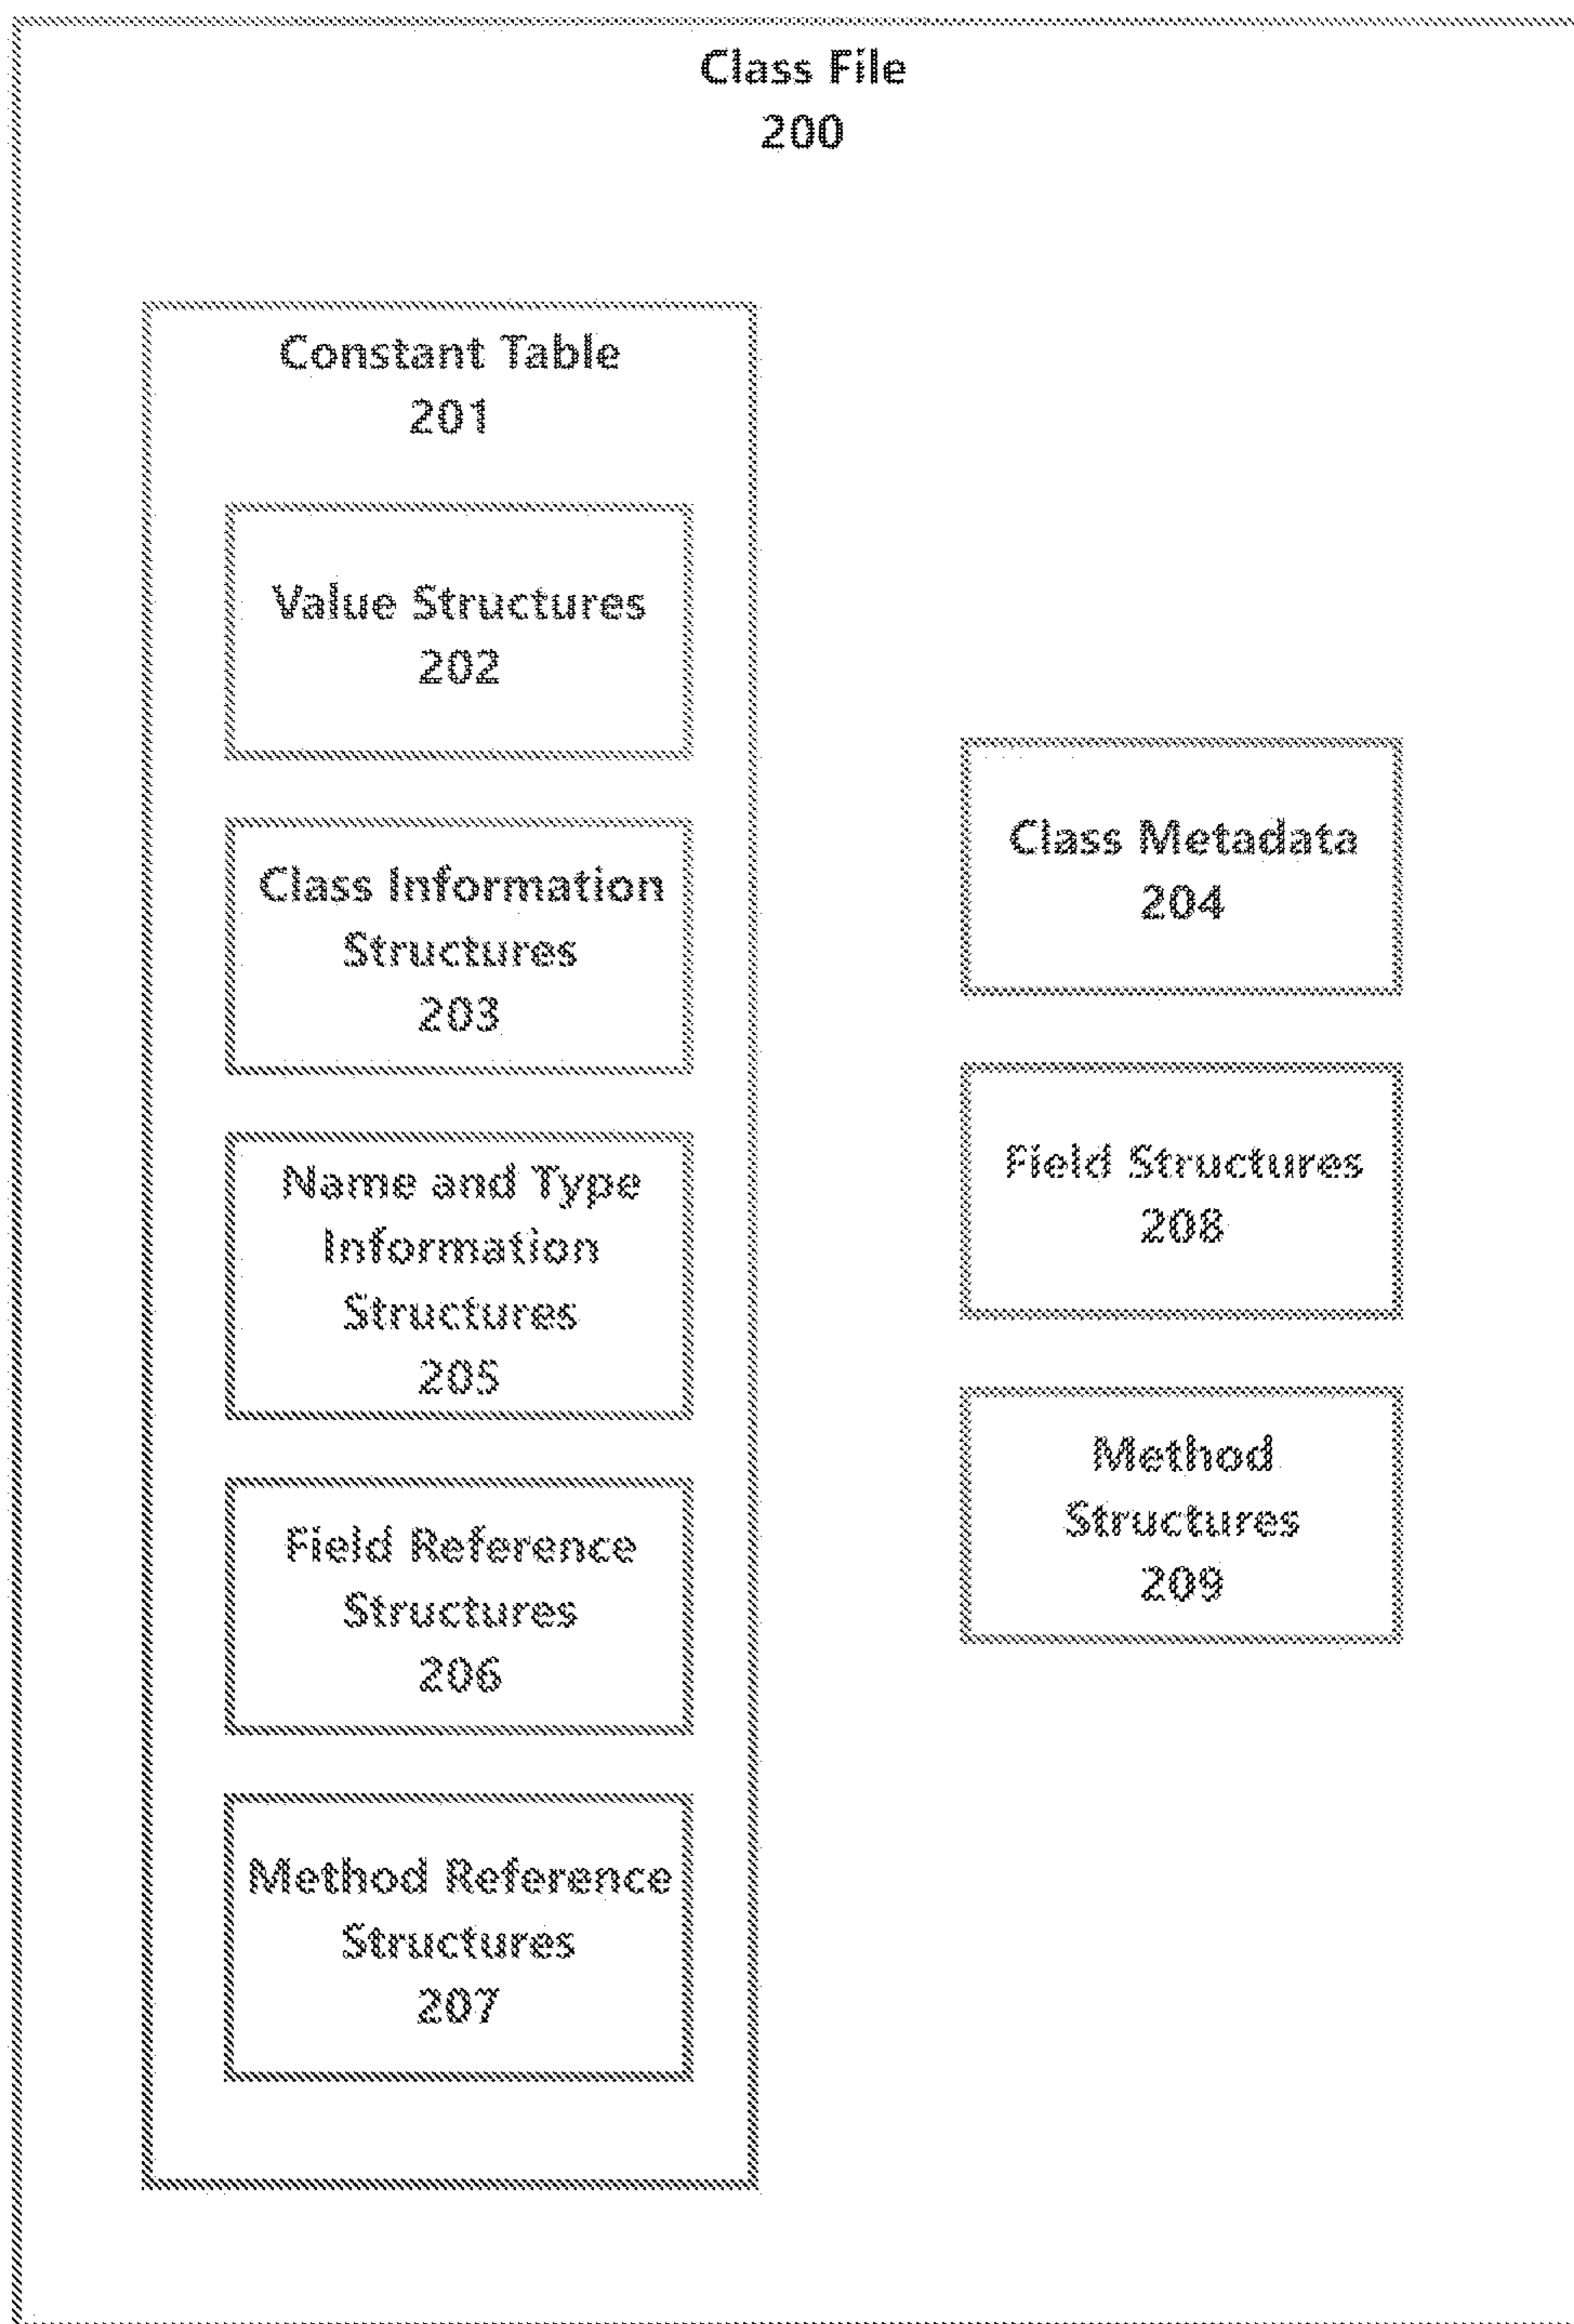 Class File
200
Constant Table
201
Value Structures
202
Class Information
Structures
203
Name and Type
Information
Structures
205
Field Reference
Structures
206
Method Reference
Structures
207
Class Metadata
204
Field Structures
208
Method
Structures
209